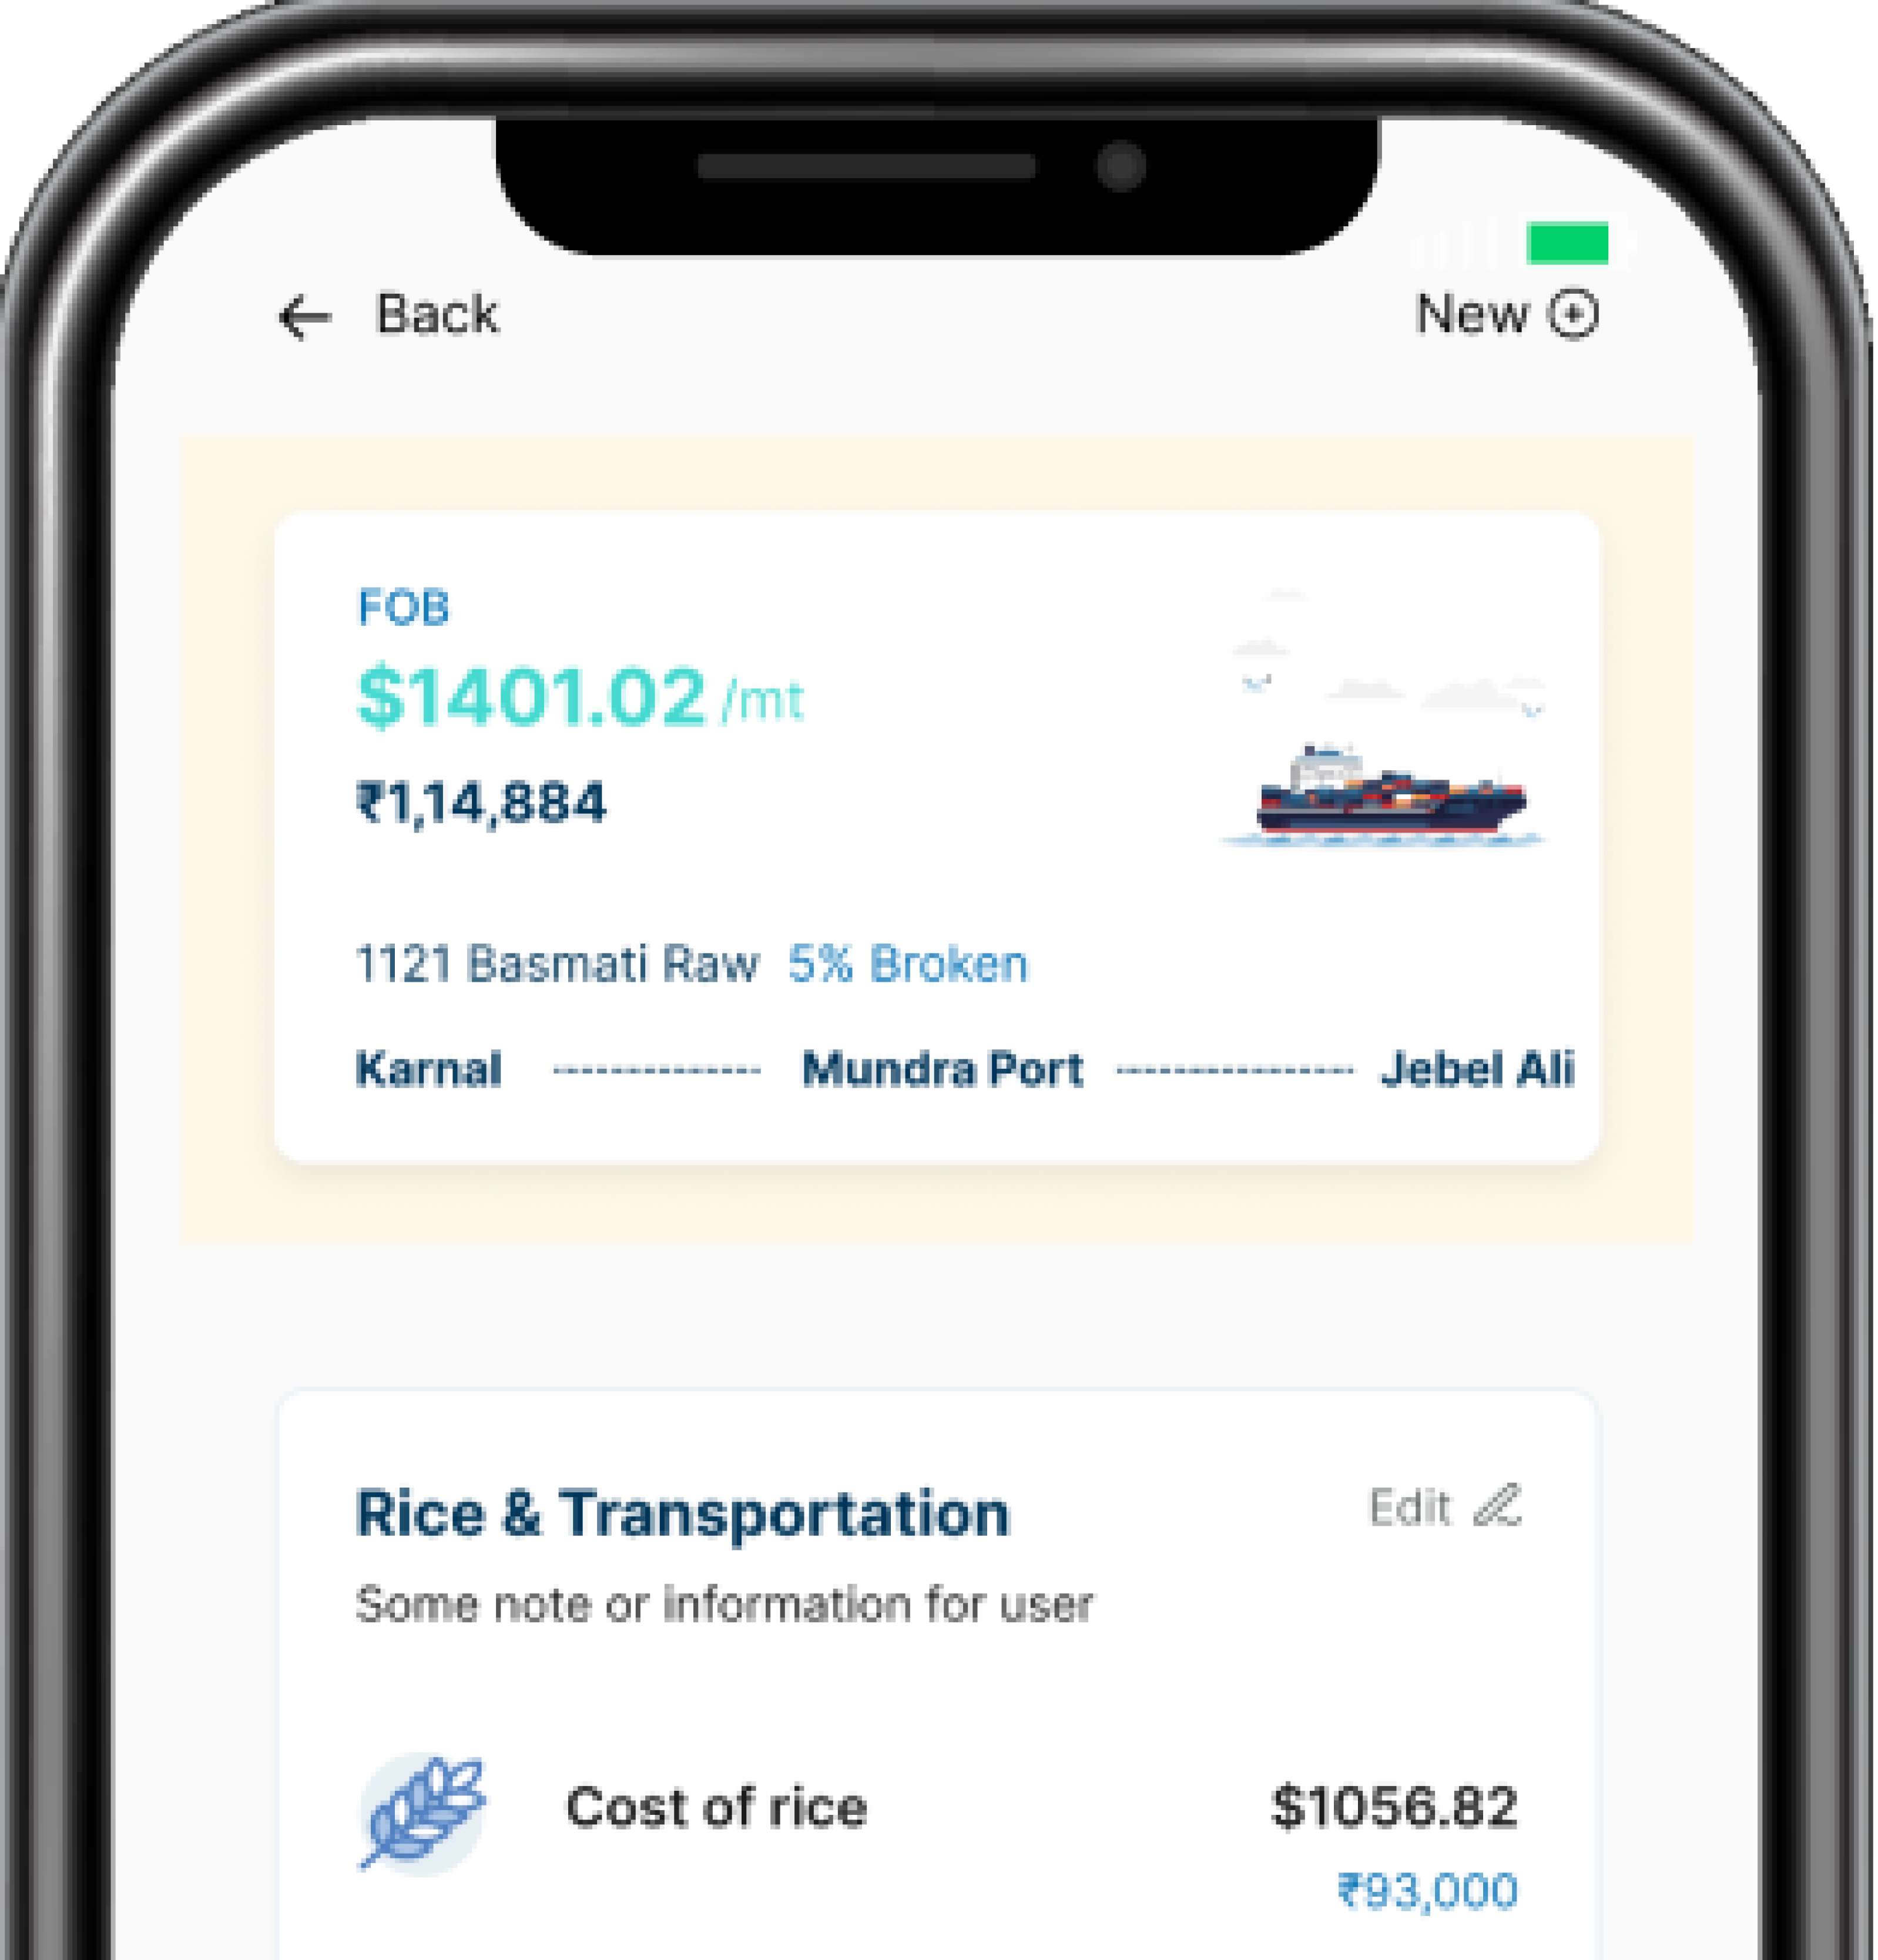 Back
New
FOB
$1401.02 /mt
₹1,14,884
1121 Basmati Raw 5% Broken
Karnal Mundra Port Jebel Ali
Rice & Transportation
Edit
Some note or information for user
Cost of rice $1056.82
₹93,000